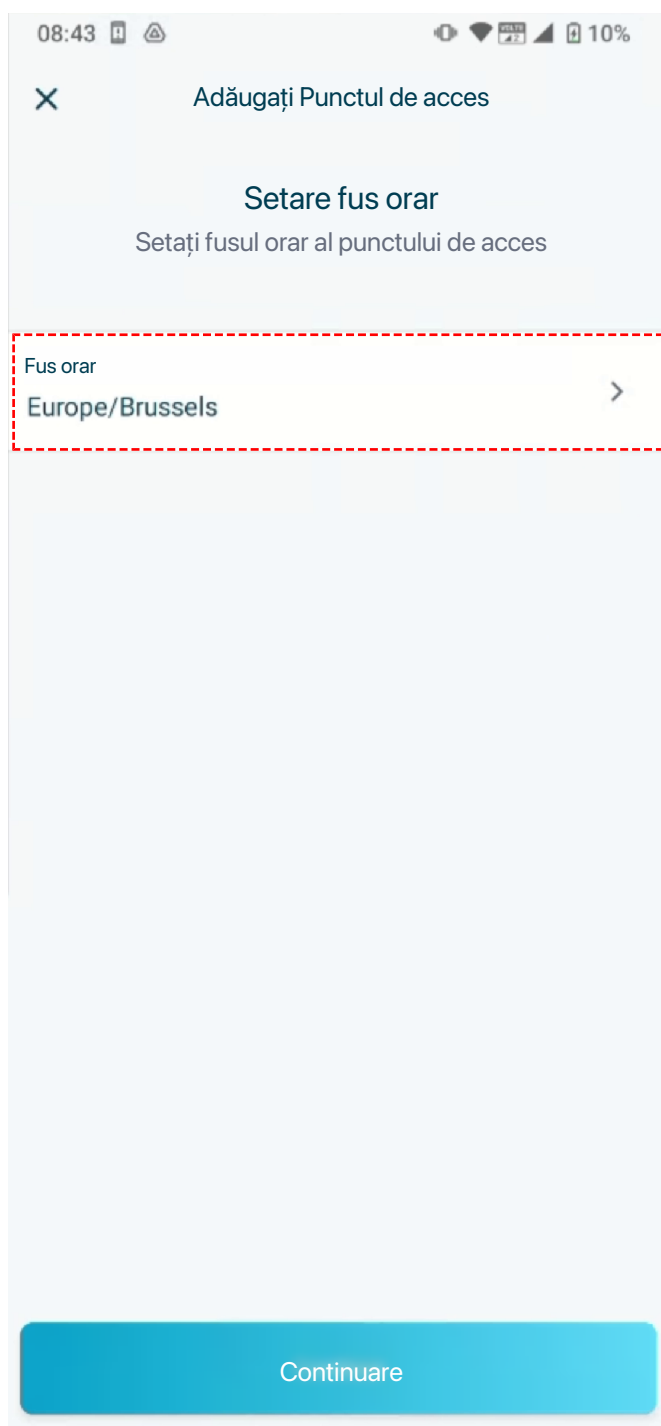 08:43 10%
Adăugați Punctul de acces
Setare fus orar
Setați fusul orar al punctului de acces
Fus orar
Europe/Brussels
Continuare